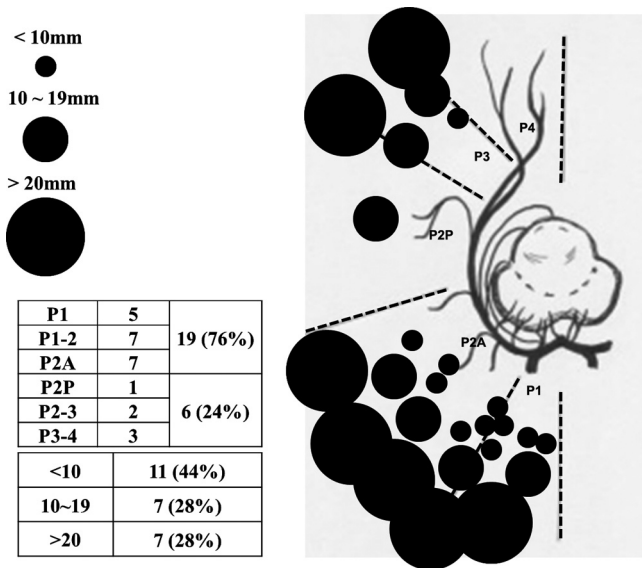 < 10mm
10 ~ 19mm
> 20mm
P1 5 19 (76%)
P1-2 7
P2A 7
P2P 1 6 (24%)
P2-3 2
P3-4 3
<10 11 (44%)
10~19 7 (28%)
>20 7 (28%)
P4
P3
P2P
P2A
P1